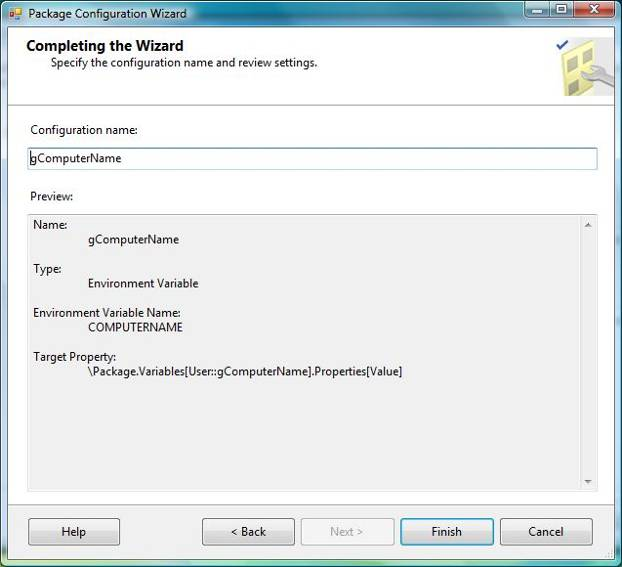 Package Configuration Wizard
Completing the Wizard
Specify the configuration name and review settings.
Configuration name:
gComputerName
Preview:
Name:
gComputerName
Type:
Environment Variable
Environment Variable Name:
COMPUTERNAME
Target Property:
\Package.Variables[User::gComputerName].Properties[Value]
Help
< Back
Next >
Finish
Cancel